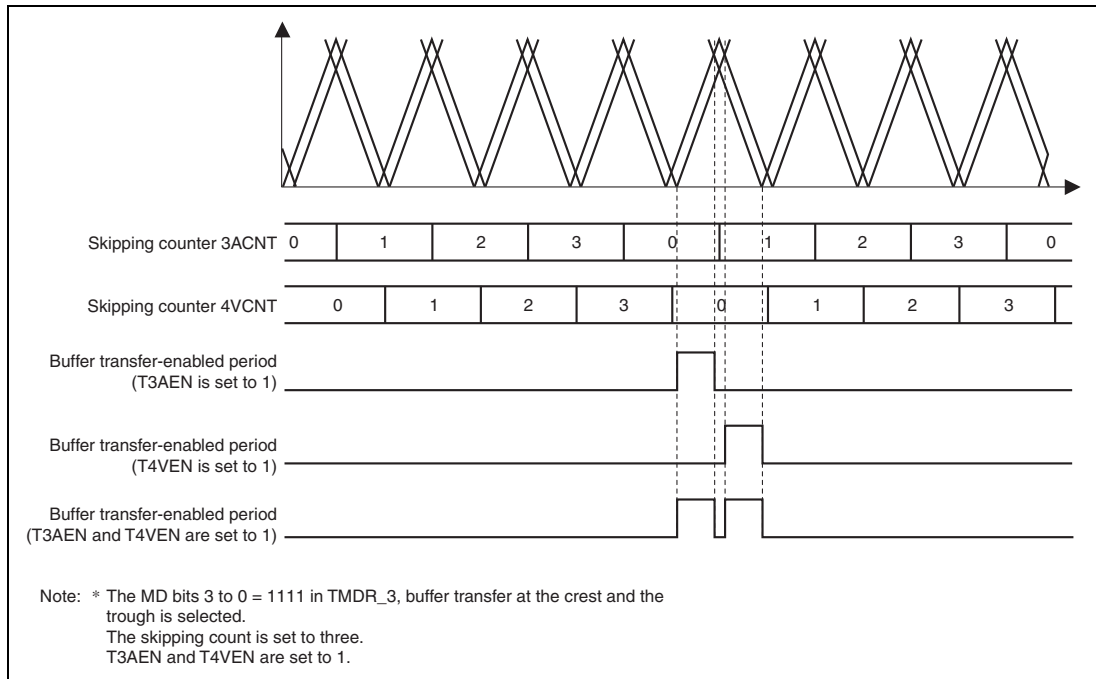 Skipping counter 3ACNT 0 1 2 3 0 1 2 3 0
Skipping counter 4VCNT 0 1 2 3 0 1 2 3
Buffer transfer-enabled period
(T3AEN is set to 1)
Buffer transfer-enabled period
(T4VEN is set to 1)
Buffer transfer-enabled period
(T3AEN and T4VEN are set to 1)
Note: * The MD bits 3 to 0 = 1111 in TMDR_3, buffer transfer at the crest and the
trough is selected.
The skipping count is set to three.
T3AEN and T4VEN are set to 1.